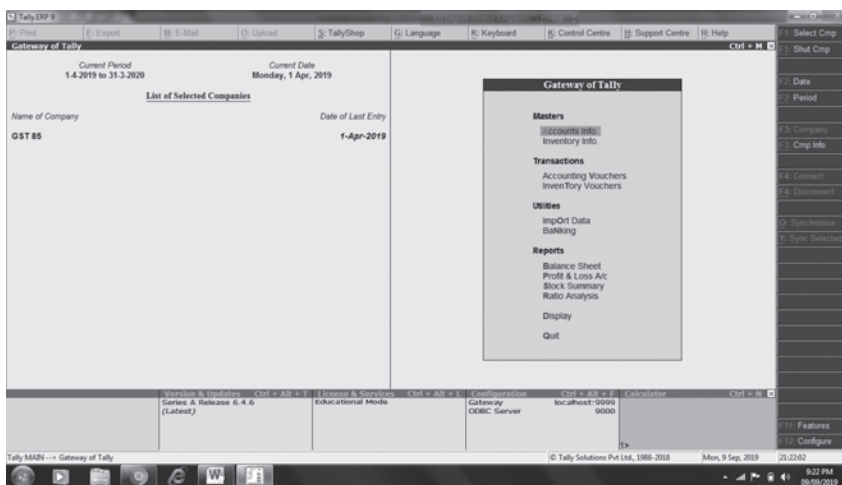 Tally.ERP 9
P: Print E: Export M: E-Mail O: Upload S: TallyShop G: Language K: Keyboard K: Control Centre H: Support Centre H: Help
Gateway of Tally Ctrl + M
Current Period Current Date
1-4-2019 to 31-3-2020 Monday, 1 Apr, 2019
List of Selected Companies
Name of Company Date of Last Entry
GST 85 1-Apr-2019
Gateway of Tally
Masters
Accounts Info.
Inventory Info.
Transactions
Accounting Vouchers
InvenTory Vouchers
Utilities
ImpOrt Data
BaNking
Reports
Balance Sheet
Profit & Loss A/c
Stock Summary
Ratio Analysis
Display
Quit
F1: Select Cmp
F1: Shut Cmp
F2: Date
F2: Period
F3: Company
F3: Cmp Info
F4: Connect
F4: Disconnect
O: Synchronise
Y: Sync Selected
F11: Features
F12: Configure
Version & Updates Ctrl + Alt + T License & Services Ctrl + Alt + L Configuration Ctrl + Alt + F Calculator Ctrl + N
Series A Release 6.4.6 Educational Mode Gateway localhost:9999
(Latest) ODBC Server 9000
1>
Tally MAIN --> Gateway of Tally © Tally Solutions Pvt Ltd., 1988-2018 Mon, 9 Sep, 2019 21:22:02
9:22 PM
09/09/2019